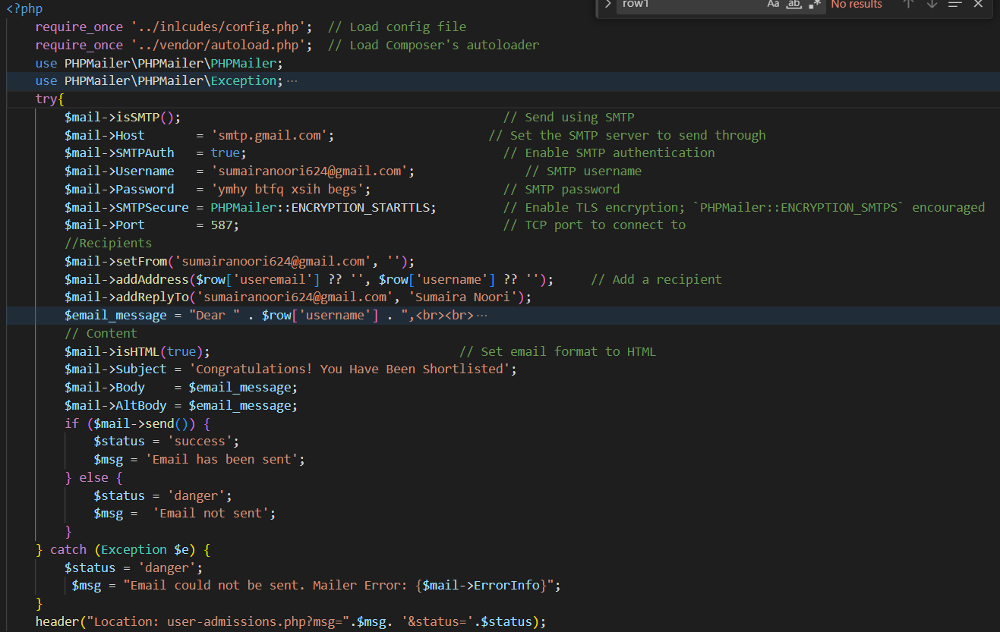 <?php
row1
Aa ab .* No results
require_once '../inlcudes/config.php'; // Load config file
require_once '../vendor/autoload.php'; // Load Composer's autoloader
use PHPMailer\PHPMailer\PHPMailer;
use PHPMailer\PHPMailer\Exception; ···
try{
$mail->isSMTP(); // Send using SMTP
$mail->Host = 'smtp.gmail.com'; // Set the SMTP server to send through
$mail->SMTPAuth = true; // Enable SMTP authentication
$mail->Username = 'sumairanoori624@gmail.com'; // SMTP username
$mail->Password = 'ymhy btfq xsih begs'; // SMTP password
$mail->SMTPSecure = PHPMailer::ENCRYPTION_STARTTLS; // Enable TLS encryption; `PHPMailer::ENCRYPTION_SMTPS` encouraged
$mail->Port = 587; // TCP port to connect to
//Recipients
$mail->setFrom('sumairanoori624@gmail.com', '');
$mail->addAddress($row['useremail'] ?? '', $row['username'] ?? ''); // Add a recipient
$mail->addReplyTo('sumairanoori624@gmail.com', 'Sumaira Noori');
$email_message = "Dear " . $row['username'] . ",<br><br> ···
// Content
$mail->isHTML(true); // Set email format to HTML
$mail->Subject = 'Congratulations! You Have Been Shortlisted';
$mail->Body = $email_message;
$mail->AltBody = $email_message;
if ($mail->send()) {
$status = 'success';
$msg = 'Email has been sent';
} else {
$status = 'danger';
$msg = 'Email not sent';
}
} catch (Exception $e) {
$status = 'danger';
$msg = "Email could not be sent. Mailer Error: {$mail->ErrorInfo}";
}
header("Location: user-admissions.php?msg=".$msg. '&status='.$status);